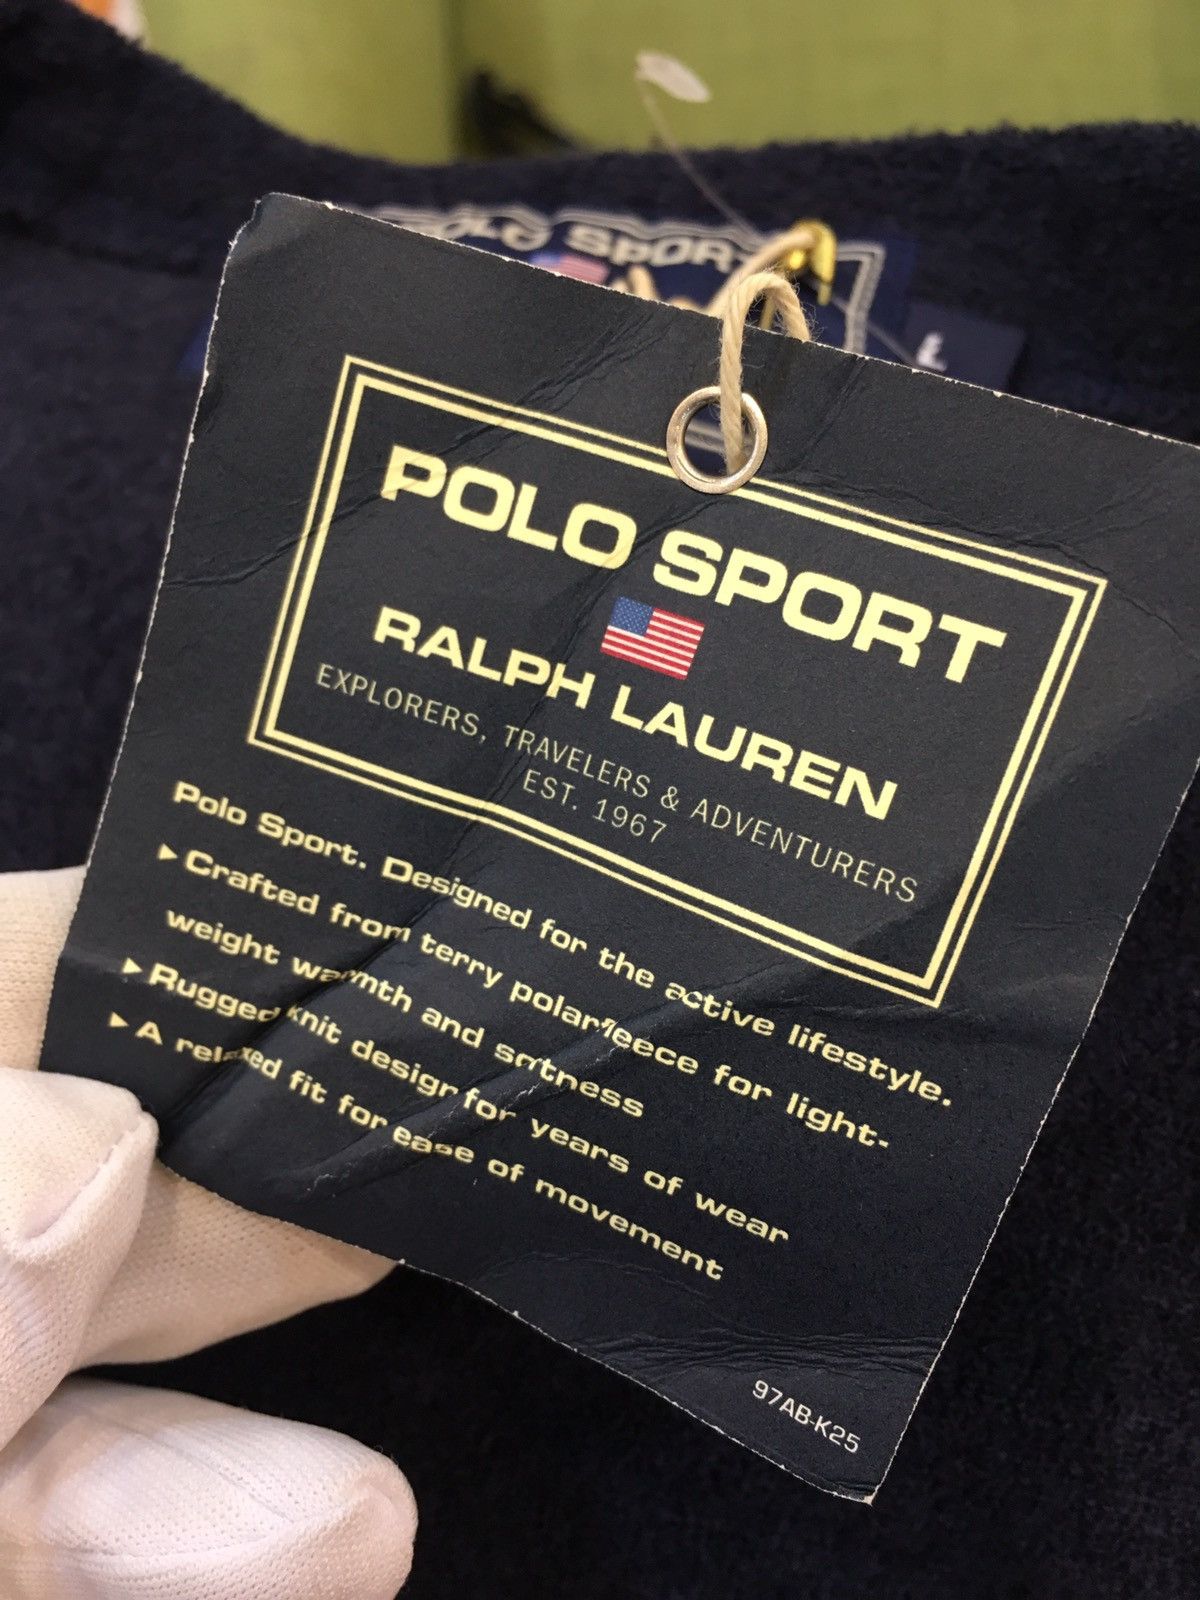 POLO SPORT
L
POLO SPORT
RALPH LAUREN
EXPLORERS, TRAVELERS & ADVENTURERS
EST. 1967
Polo Sport. Designed for the active lifestyle.
▸ Crafted from terry polarfleece for light-
weight warmth and softness
▸ Rugged knit design for years of wear
▸ A relaxed fit for ease of movement
97AB-K25